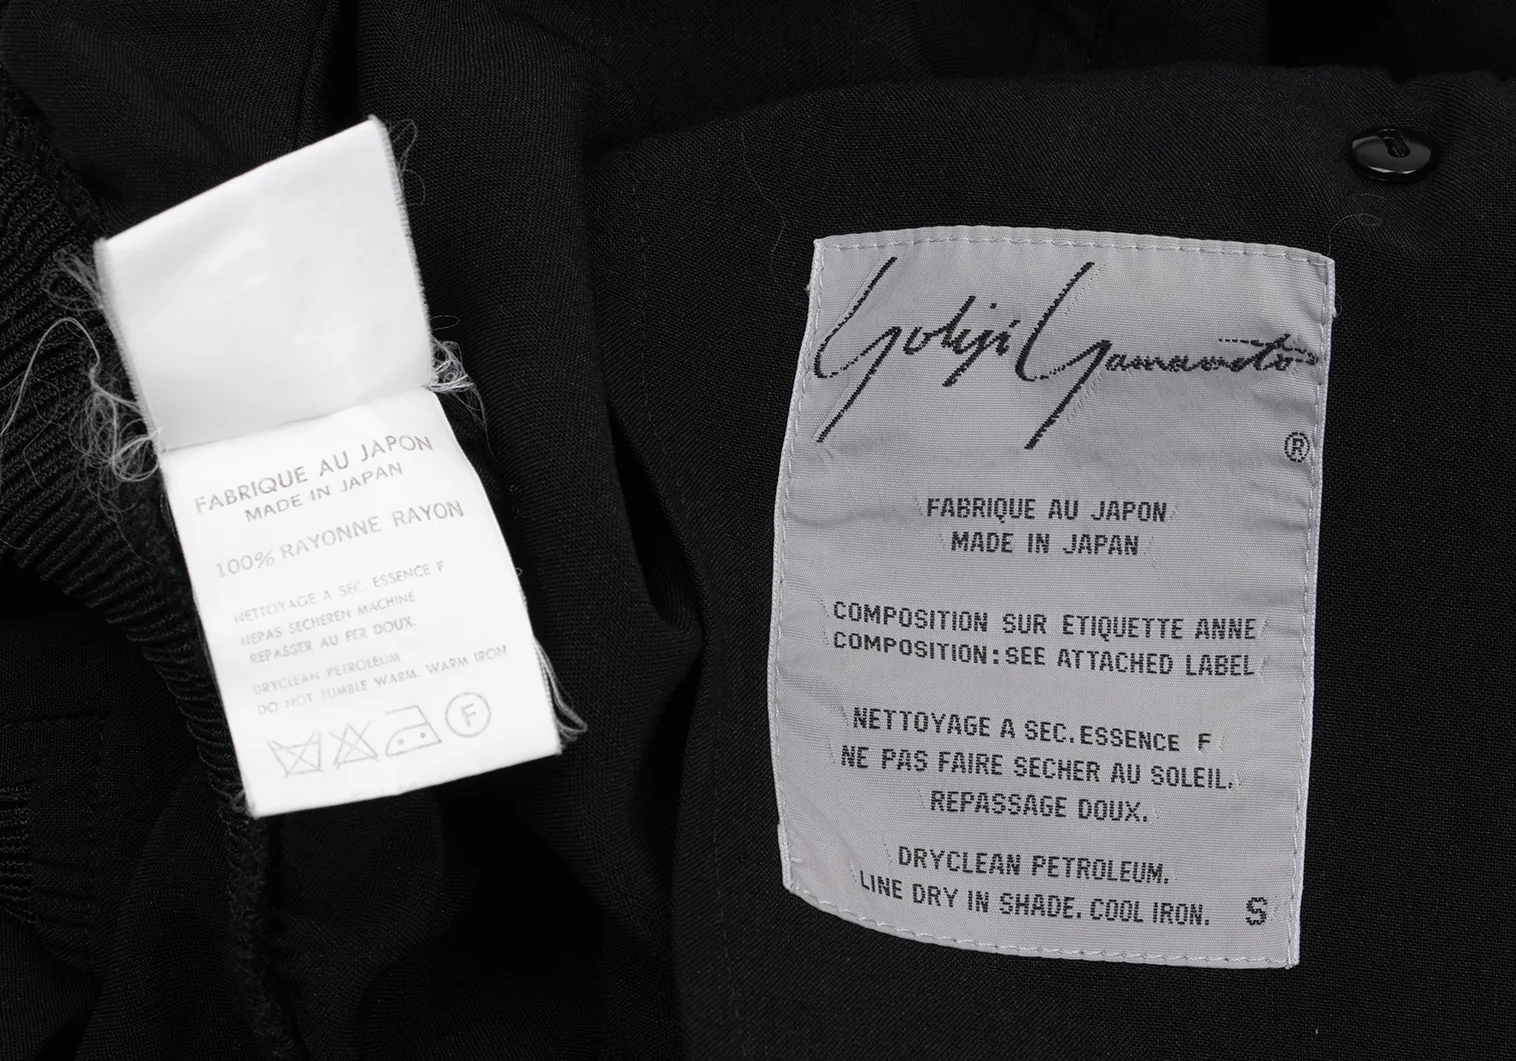 FABRIQUE AU JAPON
MADE IN JAPAN
100% RAYONNE RAYON
NETTOYAGE A SEC. ESSENCE F
NEPAS SECHEREN MACHINE
REPASSER AU FER DOUX.
DRYCLEAN PETROLEUM
DO NOT TUMBLE WARM. WARM IRON
F
Yohji Yamamoto
®
FABRIQUE AU JAPON
MADE IN JAPAN
COMPOSITION SUR ETIQUETTE ANNE
COMPOSITION:SEE ATTACHED LABEL
NETTOYAGE A SEC. ESSENCE F
NE PAS FAIRE SECHER AU SOLEIL.
REPASSAGE DOUX.
DRYCLEAN PETROLEUM.
LINE DRY IN SHADE. COOL IRON. S